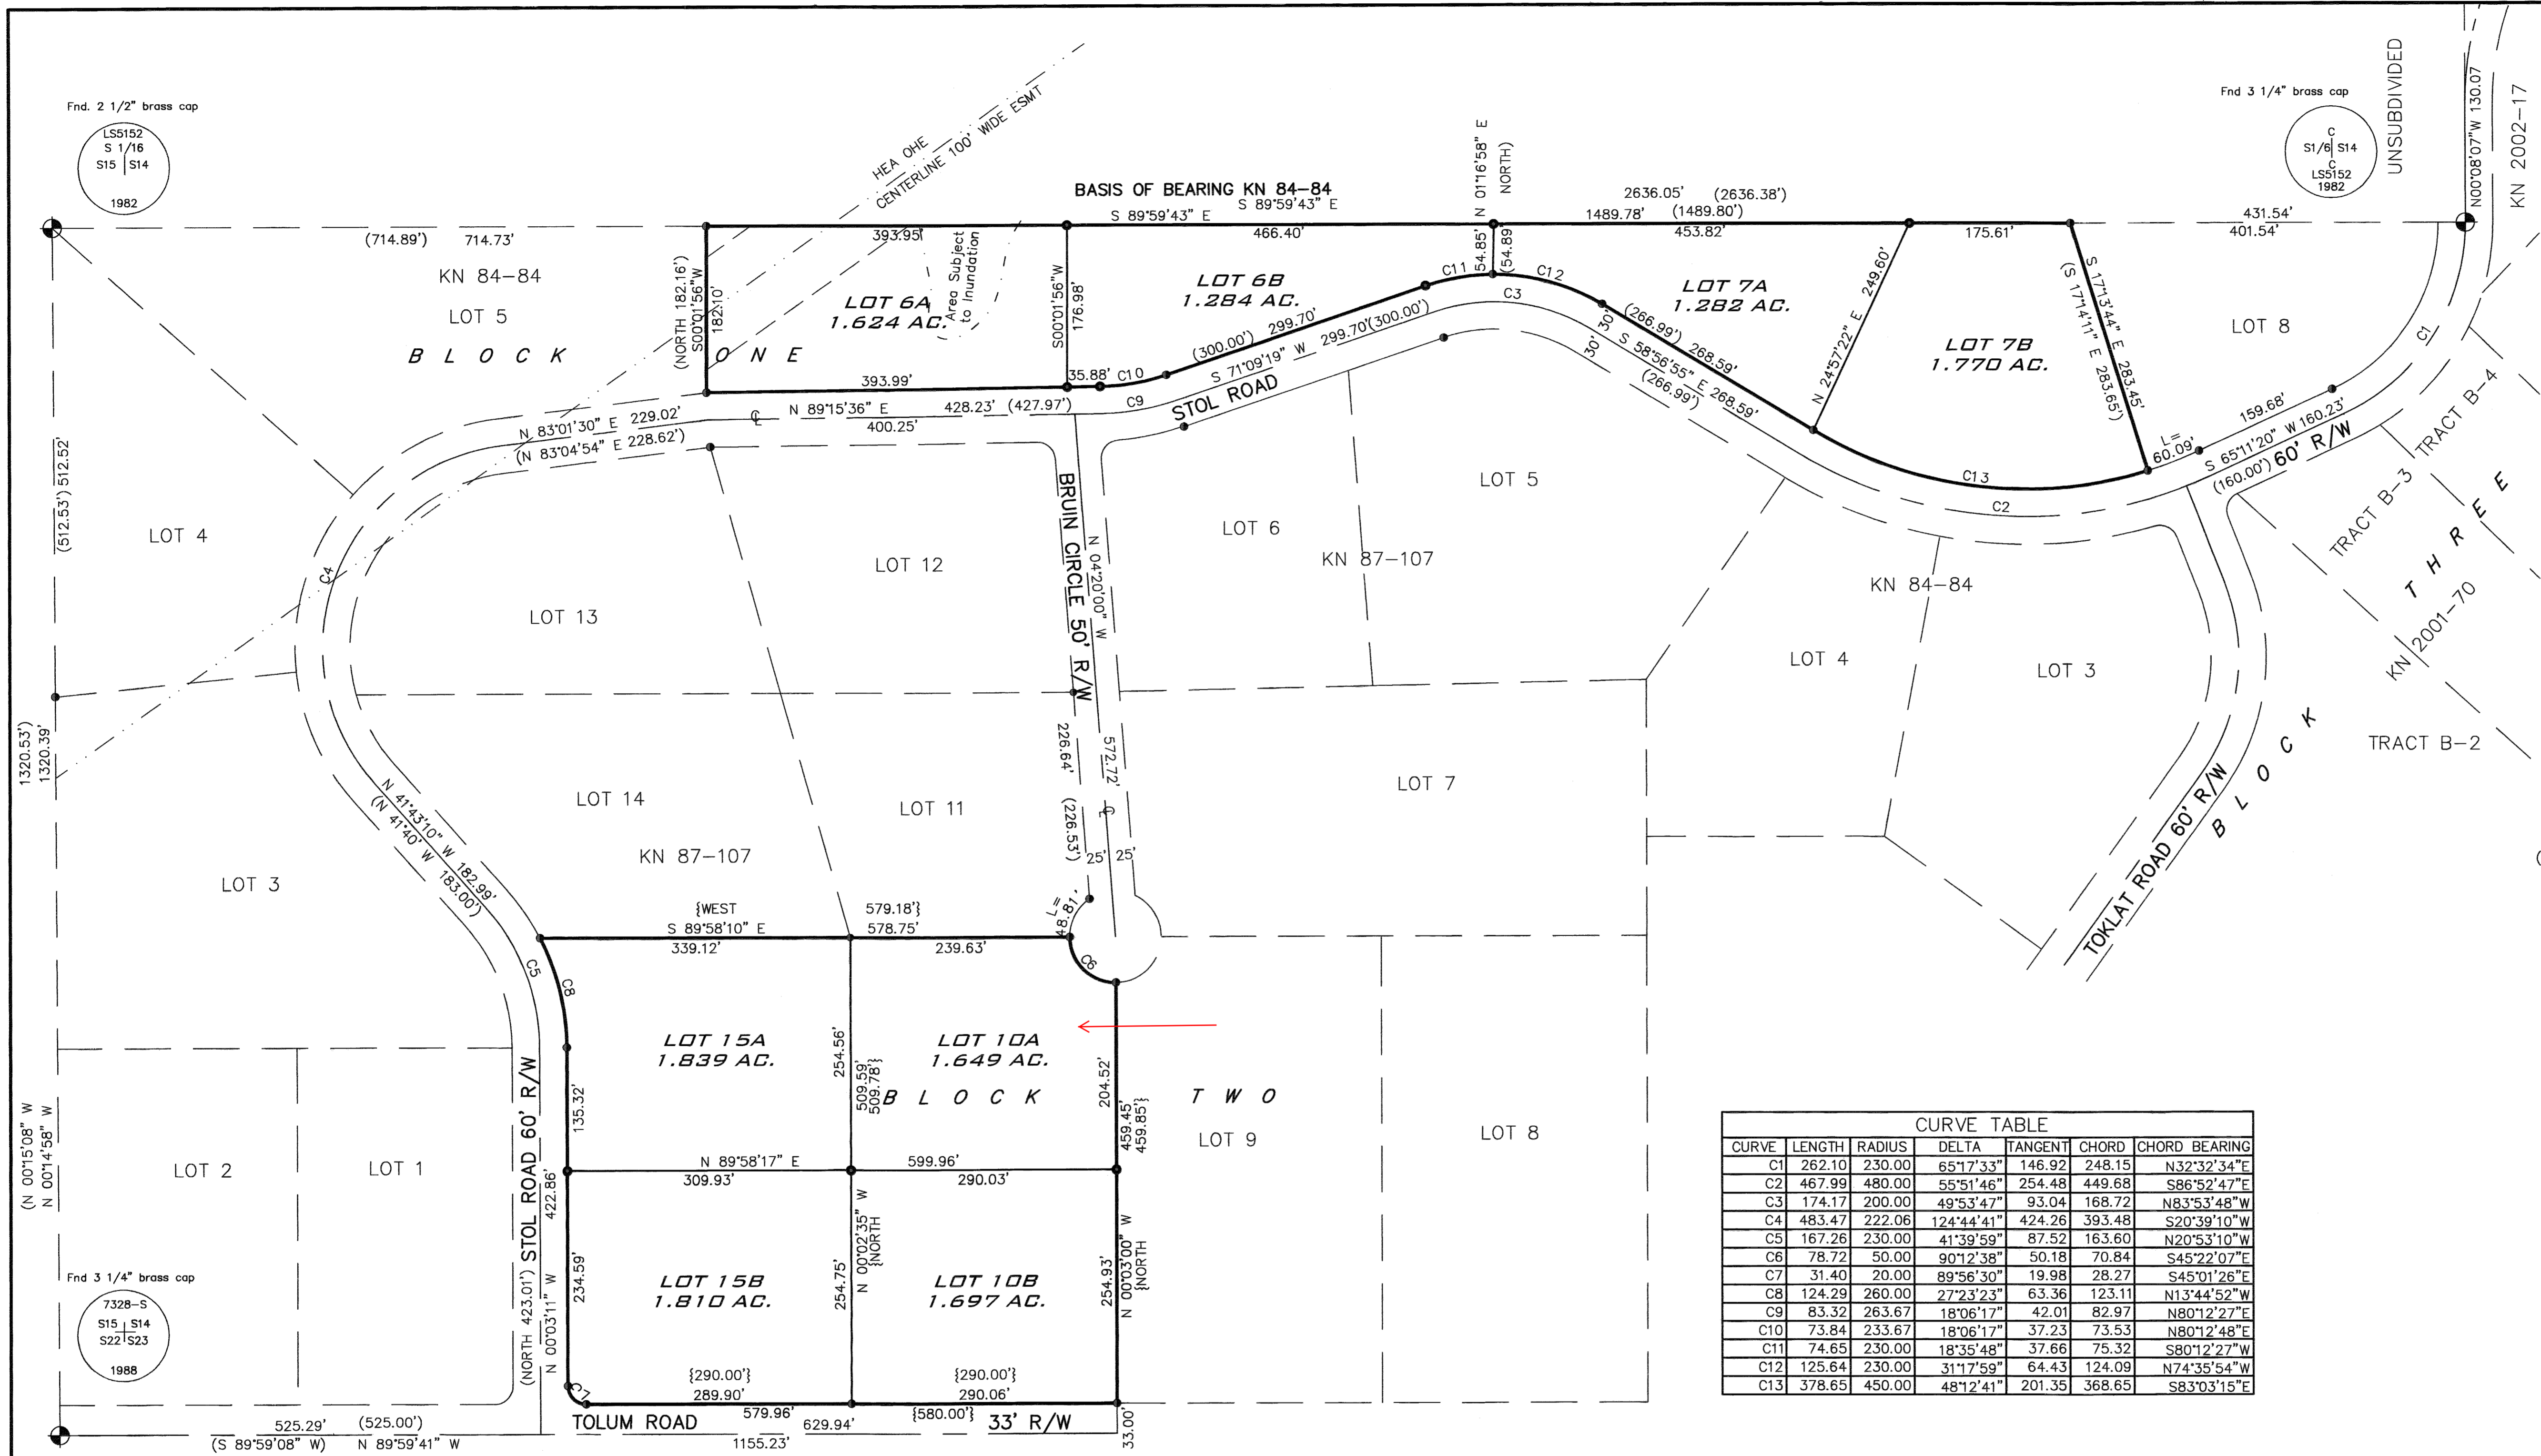 Fnd. 2 1/2" brass cap
LS5152
S 1/16
S15 S14
1982
HEA OHE
CENTERLINE 100' WIDE ESMT
BASIS OF BEARING KN 84-84
S 89°59'43" E
S 89°59'43" E
N 01°16'58" E
NORTH)
2636.05' (2636.38')
1489.78' (1489.80')
Fnd 3 1/4" brass cap
C
S1/6 S14
C
LS5152
1982
UNSUBDIVIDED
N00°08'07"W 130.07
KN 2002-17
431.54'
401.54'
(714.89') 714.73'
393.95'
466.40'
54.85'
(54.89'
453.82'
175.61'
KN 84-84
LOT 5
B L O C K
O N E
(NORTH 182.16')
S00°01'56"W
182.10'
LOT 6A
1.624 AC.
Area Subject
to Inundation
S00°01'56"W
176.98'
LOT 6B
1.284 AC.
C11
C12
C3
LOT 7A
1.282 AC.
N 24°57'22" E 249.60'
LOT 7B
1.770 AC.
S 17°13'44" E 283.45'
(S 17°14'11" E 283.65')
LOT 8
C1
(300.00') 299.70'
S 71°09'19" W 299.70'(300.00')
30'
30'
(266.99') 268.59'
S 58°56'55" E 268.59'
(266.99')
393.99'
35.88'
C10
C9
STOL ROAD
N 83°01'30" E 229.02'
(N 83°04'54" E 228.62')
N 89°15'36" E 428.23' (427.97')
400.25'
C13
C2
L=
60.09'
159.68'
S 65°11'20" W 160.23'
(160.00') 60' R/W
TRACT B-4
TRACT B-3
T H R E E
KN 2001-70
(512.53') 512.52'
LOT 4
C4
LOT 13
LOT 12
BRUIN CIRCLE 50' R/W
N 04°20'00" W
572.72'
LOT 6
LOT 5
KN 87-107
KN 84-84
LOT 4
LOT 3
TRACT B-2
B L O C K
TOKLAT ROAD 60' R/W
1320.53')
1320.39'
N 41°43'10" W 182.99'
(N 41°40' W 183.00')
LOT 14
LOT 11
226.64' (226.53')
25' 25'
LOT 7
KN 87-107
LOT 3
{WEST 579.18'}
S 89°58'10" E 578.75'
339.12'
239.63'
L=
48.81'
C5
C8
C6
LOT 15A
1.839 AC.
254.56'
509.59'
509.78'}
LOT 10A
1.649 AC.
B L O C K
T W O
204.52'
459.45'
459.85'}
135.32'
LOT 9
LOT 8
LOT 2
LOT 1
(N 00°15'08" W
N 00°14'58" W
(NORTH 423.01') STOL ROAD 60' R/W
N 00°03'11" W 422.86'
N 89°58'17" E 599.96'
309.93'
290.03'
234.59'
LOT 15B
1.810 AC.
254.75'
N 00°02'35" W
{NORTH
LOT 10B
1.697 AC.
254.93'
N 00°03'00" W
{NORTH
Fnd 3 1/4" brass cap
7328-S
S15 S14
S22 S23
1988
C7
{290.00'}
289.90'
{290.00'}
290.06'
TOLUM ROAD
579.96'
{580.00'}
33' R/W
33.00'
525.29' (525.00')
629.94'
(S 89°59'08" W) N 89°59'41" W
1155.23'
CURVE TABLE
CURVE LENGTH RADIUS DELTA TANGENT CHORD CHORD BEARING
C1 262.10 230.00 65°17'33" 146.92 248.15 N32°32'34"E
C2 467.99 480.00 55°51'46" 254.48 449.68 S86°52'47"E
C3 174.17 200.00 49°53'47" 93.04 168.72 N83°53'48"W
C4 483.47 222.06 124°44'41" 424.26 393.48 S20°39'10"W
C5 167.26 230.00 41°39'59" 87.52 163.60 N20°53'10"W
C6 78.72 50.00 90°12'38" 50.18 70.84 S45°22'07"E
C7 31.40 20.00 89°56'30" 19.98 28.27 S45°01'26"E
C8 124.29 260.00 27°23'23" 63.36 123.11 N13°44'52"W
C9 83.32 263.67 18°06'17" 42.01 82.97 N80°12'27"E
C10 73.84 233.67 18°06'17" 37.23 73.53 N80°12'48"E
C11 74.65 230.00 18°35'48" 37.66 75.32 S80°12'27"W
C12 125.64 230.00 31°17'59" 64.43 124.09 N74°35'54"W
C13 378.65 450.00 48°12'41" 201.35 368.65 S83°03'15"E